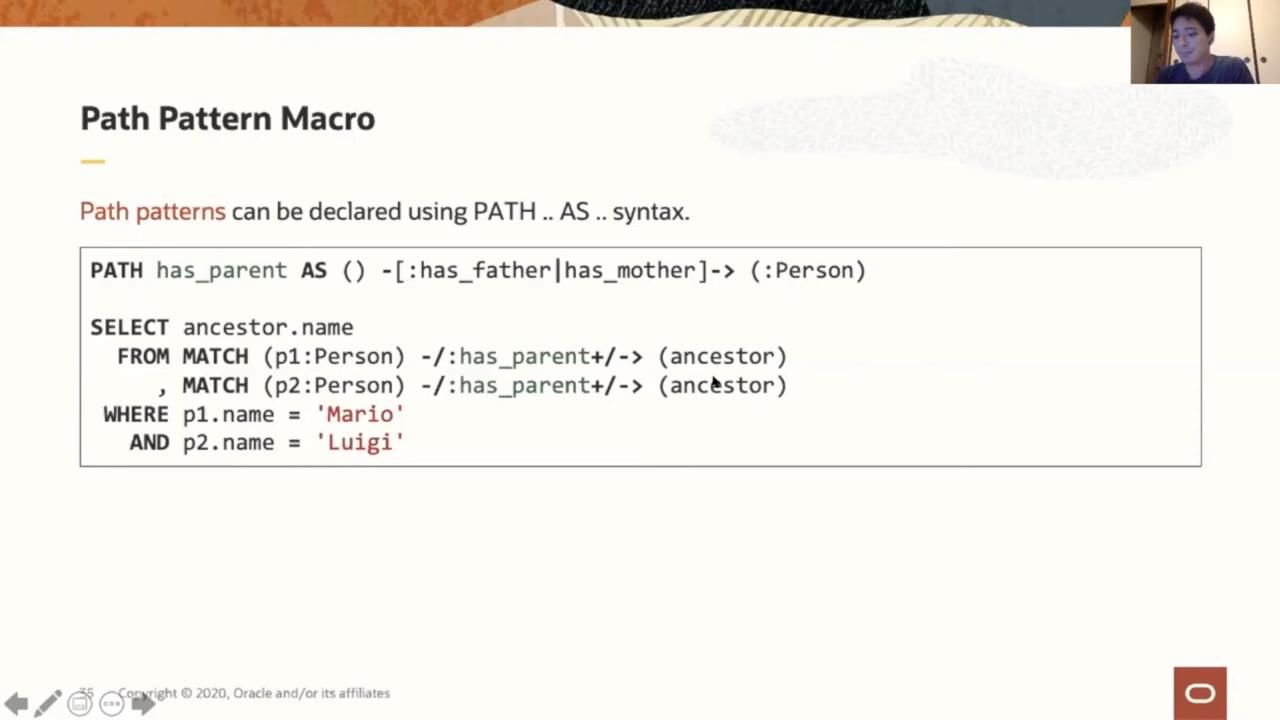 Path Pattern Macro
Path patterns can be declared using PATH .. AS .. syntax.
PATH has_parent AS () -[:has_father|has_mother]-> (:Person)
SELECT ancestor.name
FROM MATCH (p1:Person) -/:has_parent+/-> (ancestor)
, MATCH (p2:Person) -/:has_parent+/-> (ancestor)
WHERE p1.name = 'Mario'
AND p2.name = 'Luigi'
35 Copyright © 2020, Oracle and/or its affiliates